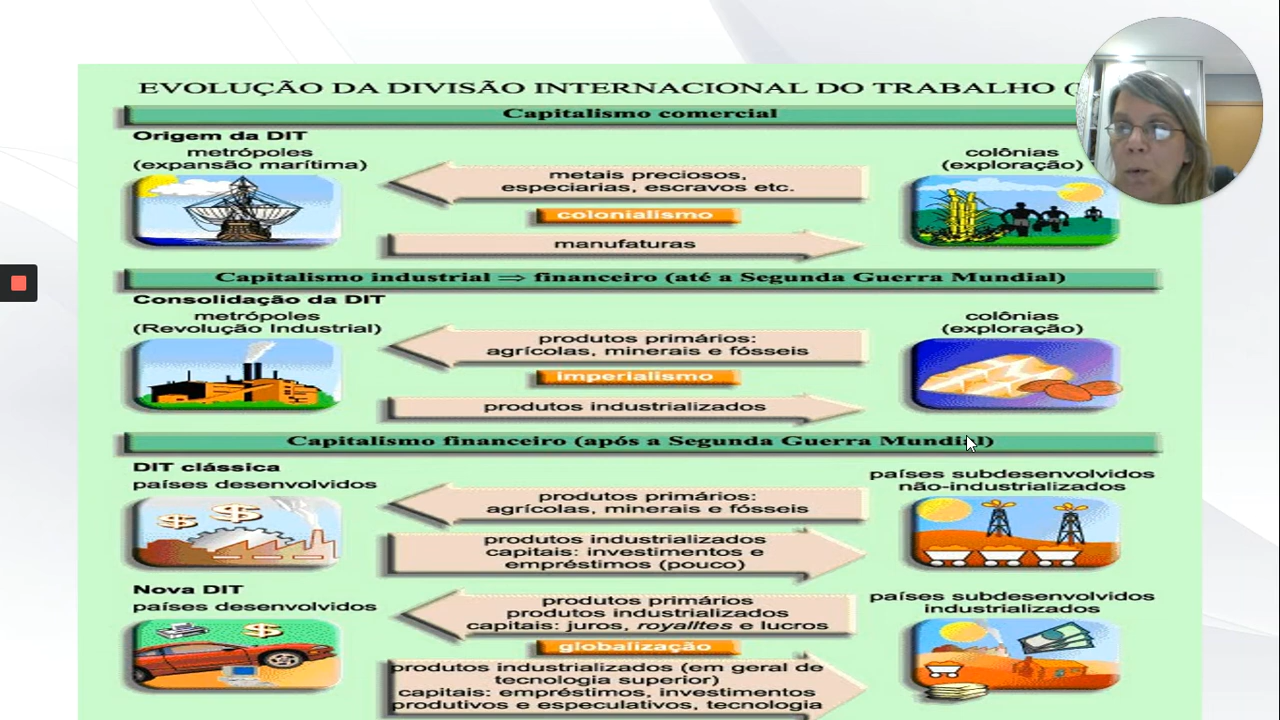 EVOLUÇÃO DA DIVISÃO INTERNACIONAL DO TRABALHO (
Capitalismo comercial
Origem da DIT
metrópoles
(expansão marítima)
metais preciosos,
especiarias, escravos etc.
colonialismo
manufaturas
colônias
(exploração)
Capitalismo industrial ⇒ financeiro (até a Segunda Guerra Mundial)
Consolidação da DIT
metrópoles
(Revolução Industrial)
produtos primários:
agrícolas, minerais e fósseis
imperialismo
produtos industrializados
colônias
(exploração)
Capitalismo financeiro (após a Segunda Guerra Mundial)
DIT clássica
países desenvolvidos
produtos primários:
agrícolas, minerais e fósseis
produtos industrializados
capitais: investimentos e
empréstimos (pouco)
países subdesenvolvidos
não-industrializados
Nova DIT
países desenvolvidos
produtos primários
produtos industrializados
capitais: juros, royaltes e lucros
globalização
produtos industrializados (em geral de
tecnologia superior)
capitais: empréstimos, investimentos
produtivos e especulativos, tecnologia
países subdesenvolvidos
industrializados